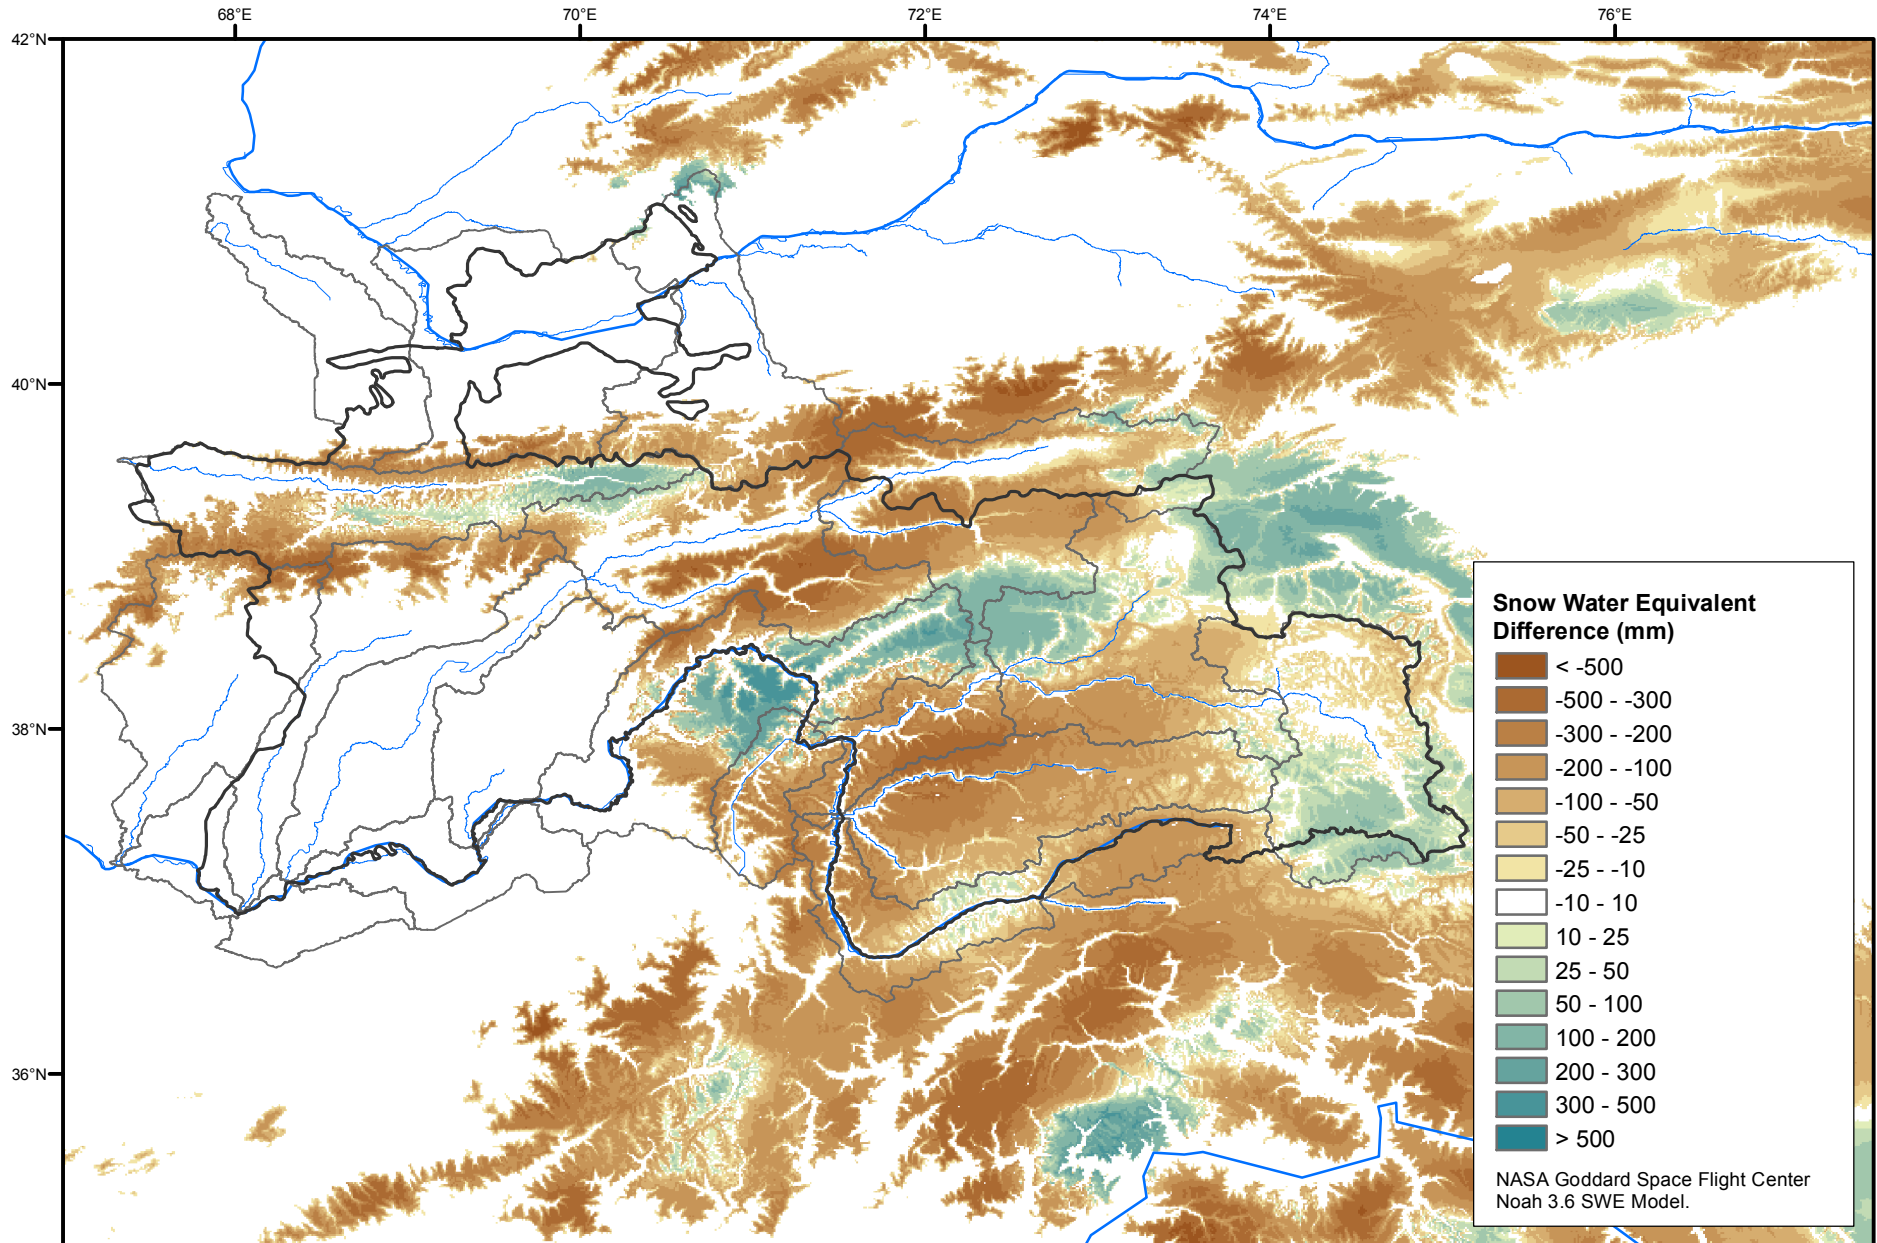 68°E
70°E
72°E
74°E
76°E
42°N
40°N
38°N
36°N
Snow Water Equivalent
Difference (mm)
< -500
-500 - -300
-300 - -200
-200 - -100
-100 - -50
-50 - -25
-25 - -10
-10 - 10
10 - 25
25 - 50
50 - 100
100 - 200
200 - 300
300 - 500
> 500
NASA Goddard Space Flight Center
Noah 3.6 SWE Model.